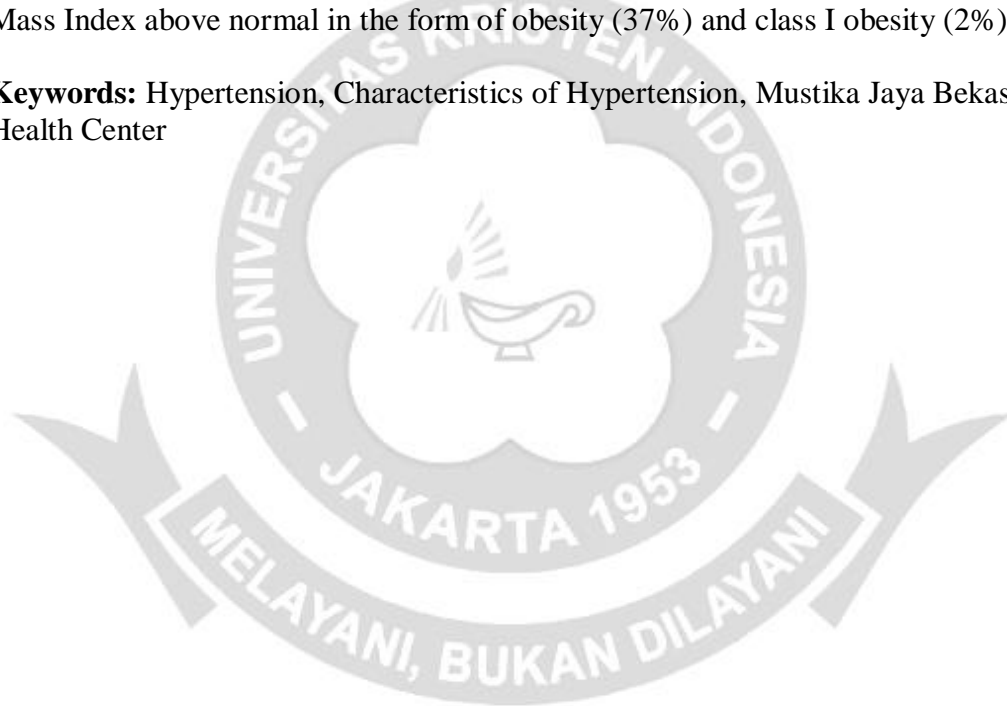 Mass Index above normal in the form of obesity (37%) and class I obesity (2%)
Keywords: Hypertension, Characteristics of Hypertension, Mustika Jaya Bekas
Health Center
UNIVERSITAS KRISTEN INDONESIA
JAKARTA 1953
MELAYANI, BUKAN DILAYANI